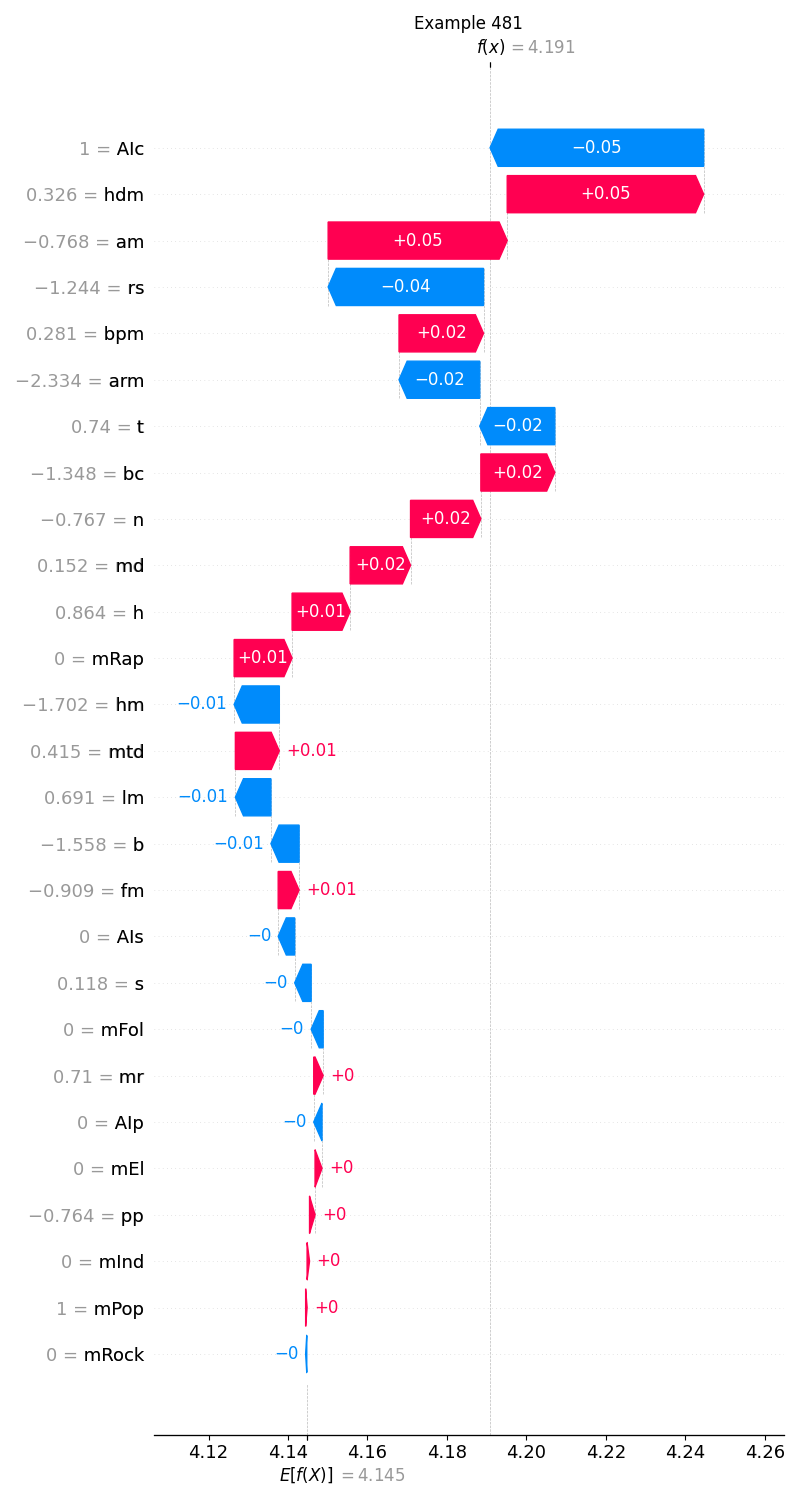 Example 481
f(x) = 4.191
1 = AIc −0.05
0.326 = hdm +0.05
−0.768 = am +0.05
−1.244 = rs −0.04
0.281 = bpm +0.02
−2.334 = arm −0.02
0.74 = t −0.02
−1.348 = bc +0.02
−0.767 = n +0.02
0.152 = md +0.02
0.864 = h +0.01
0 = mRap +0.01
−1.702 = hm −0.01
0.415 = mtd +0.01
0.691 = lm −0.01
−1.558 = b −0.01
−0.909 = fm +0.01
0 = AIs −0
0.118 = s −0
0 = mFol −0
0.71 = mr +0
0 = AIp −0
0 = mEl +0
−0.764 = pp +0
0 = mInd +0
1 = mPop +0
0 = mRock −0
4.12 4.14 4.16 4.18 4.20 4.22 4.24 4.26
E[f(X)] = 4.145